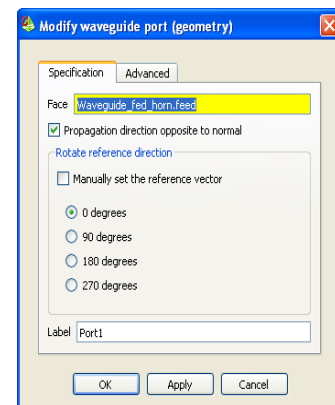 Modify waveguide port (geometry)
Specification Advanced
Face Waveguide_fed_horn.feed
Propagation direction opposite to normal
Rotate reference direction
Manually set the reference vector
0 degrees
90 degrees
180 degrees
270 degrees
Label Port1
OK Apply Cancel